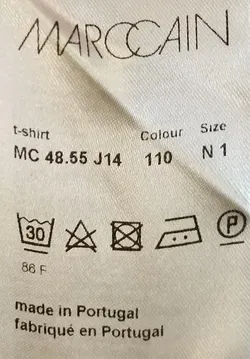 MARCCAIN
t-shirt Colour Size
MC 48.55 J14 110 N 1
30 P
86 F
made in Portugal
fabriqué en Portugal